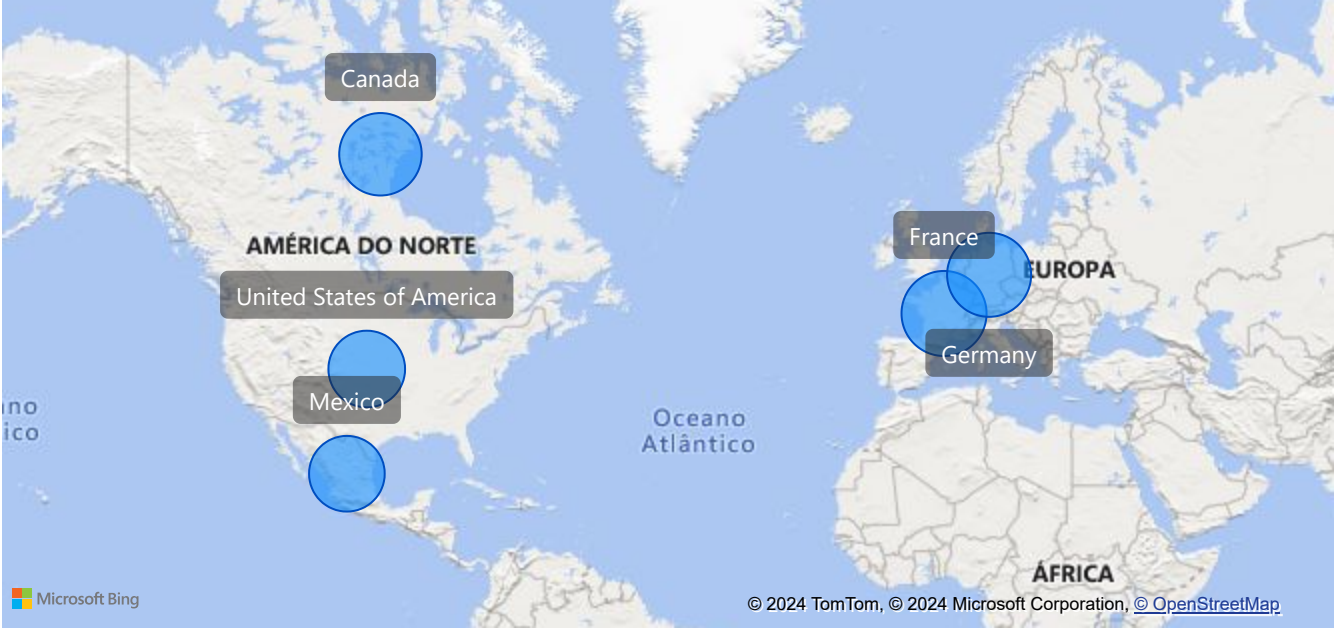 Canada
AMÉRICA DO NORTE
United States of America
Mexico
France
EUROPA
Germany
Oceano
Atlântico
ÁFRICA
Microsoft Bing
© 2024 TomTom, © 2024 Microsoft Corporation, © OpenStreetMap